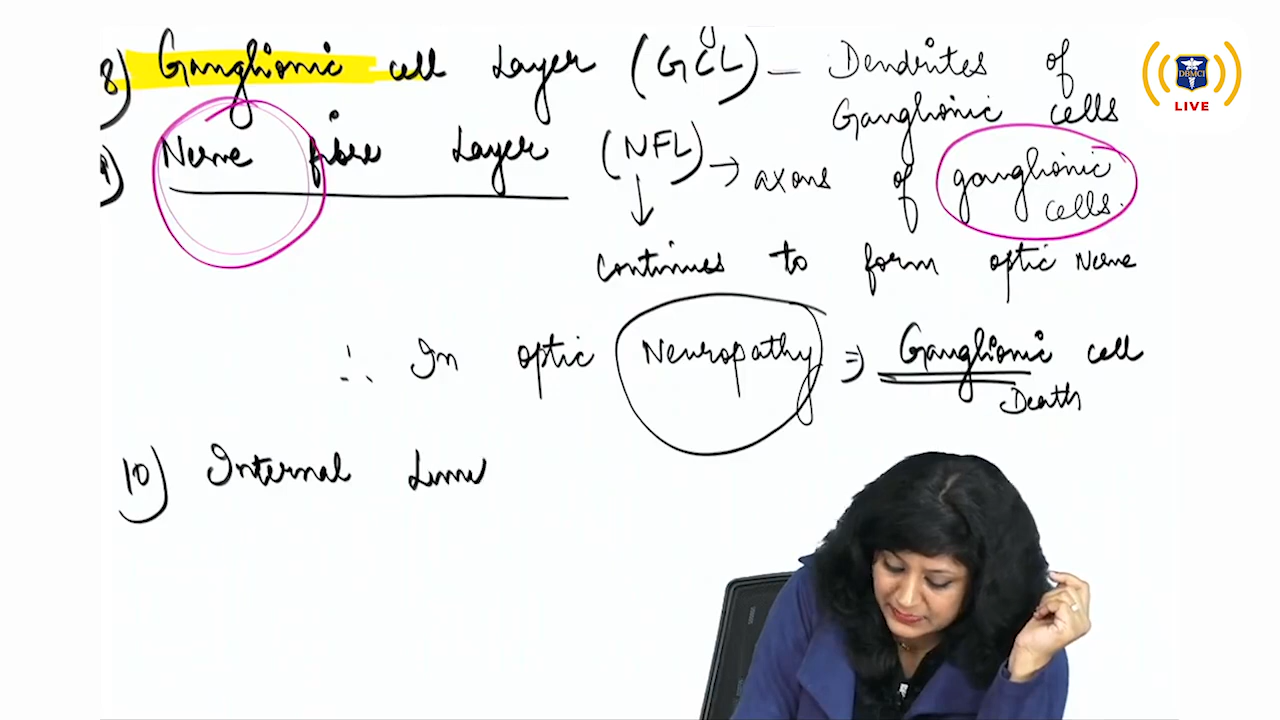 8) Ganglionic cell Layer (GCL) - Dendrites of
Ganglionic cells
9) Nerve fibre Layer (NFL) → axons of ganglionic
cells.
↓
continues to form optic Nerve
∴ In optic Neuropathy ⇒ Ganglionic cell
Death
10) Internal Limi
DBMCI
LIVE